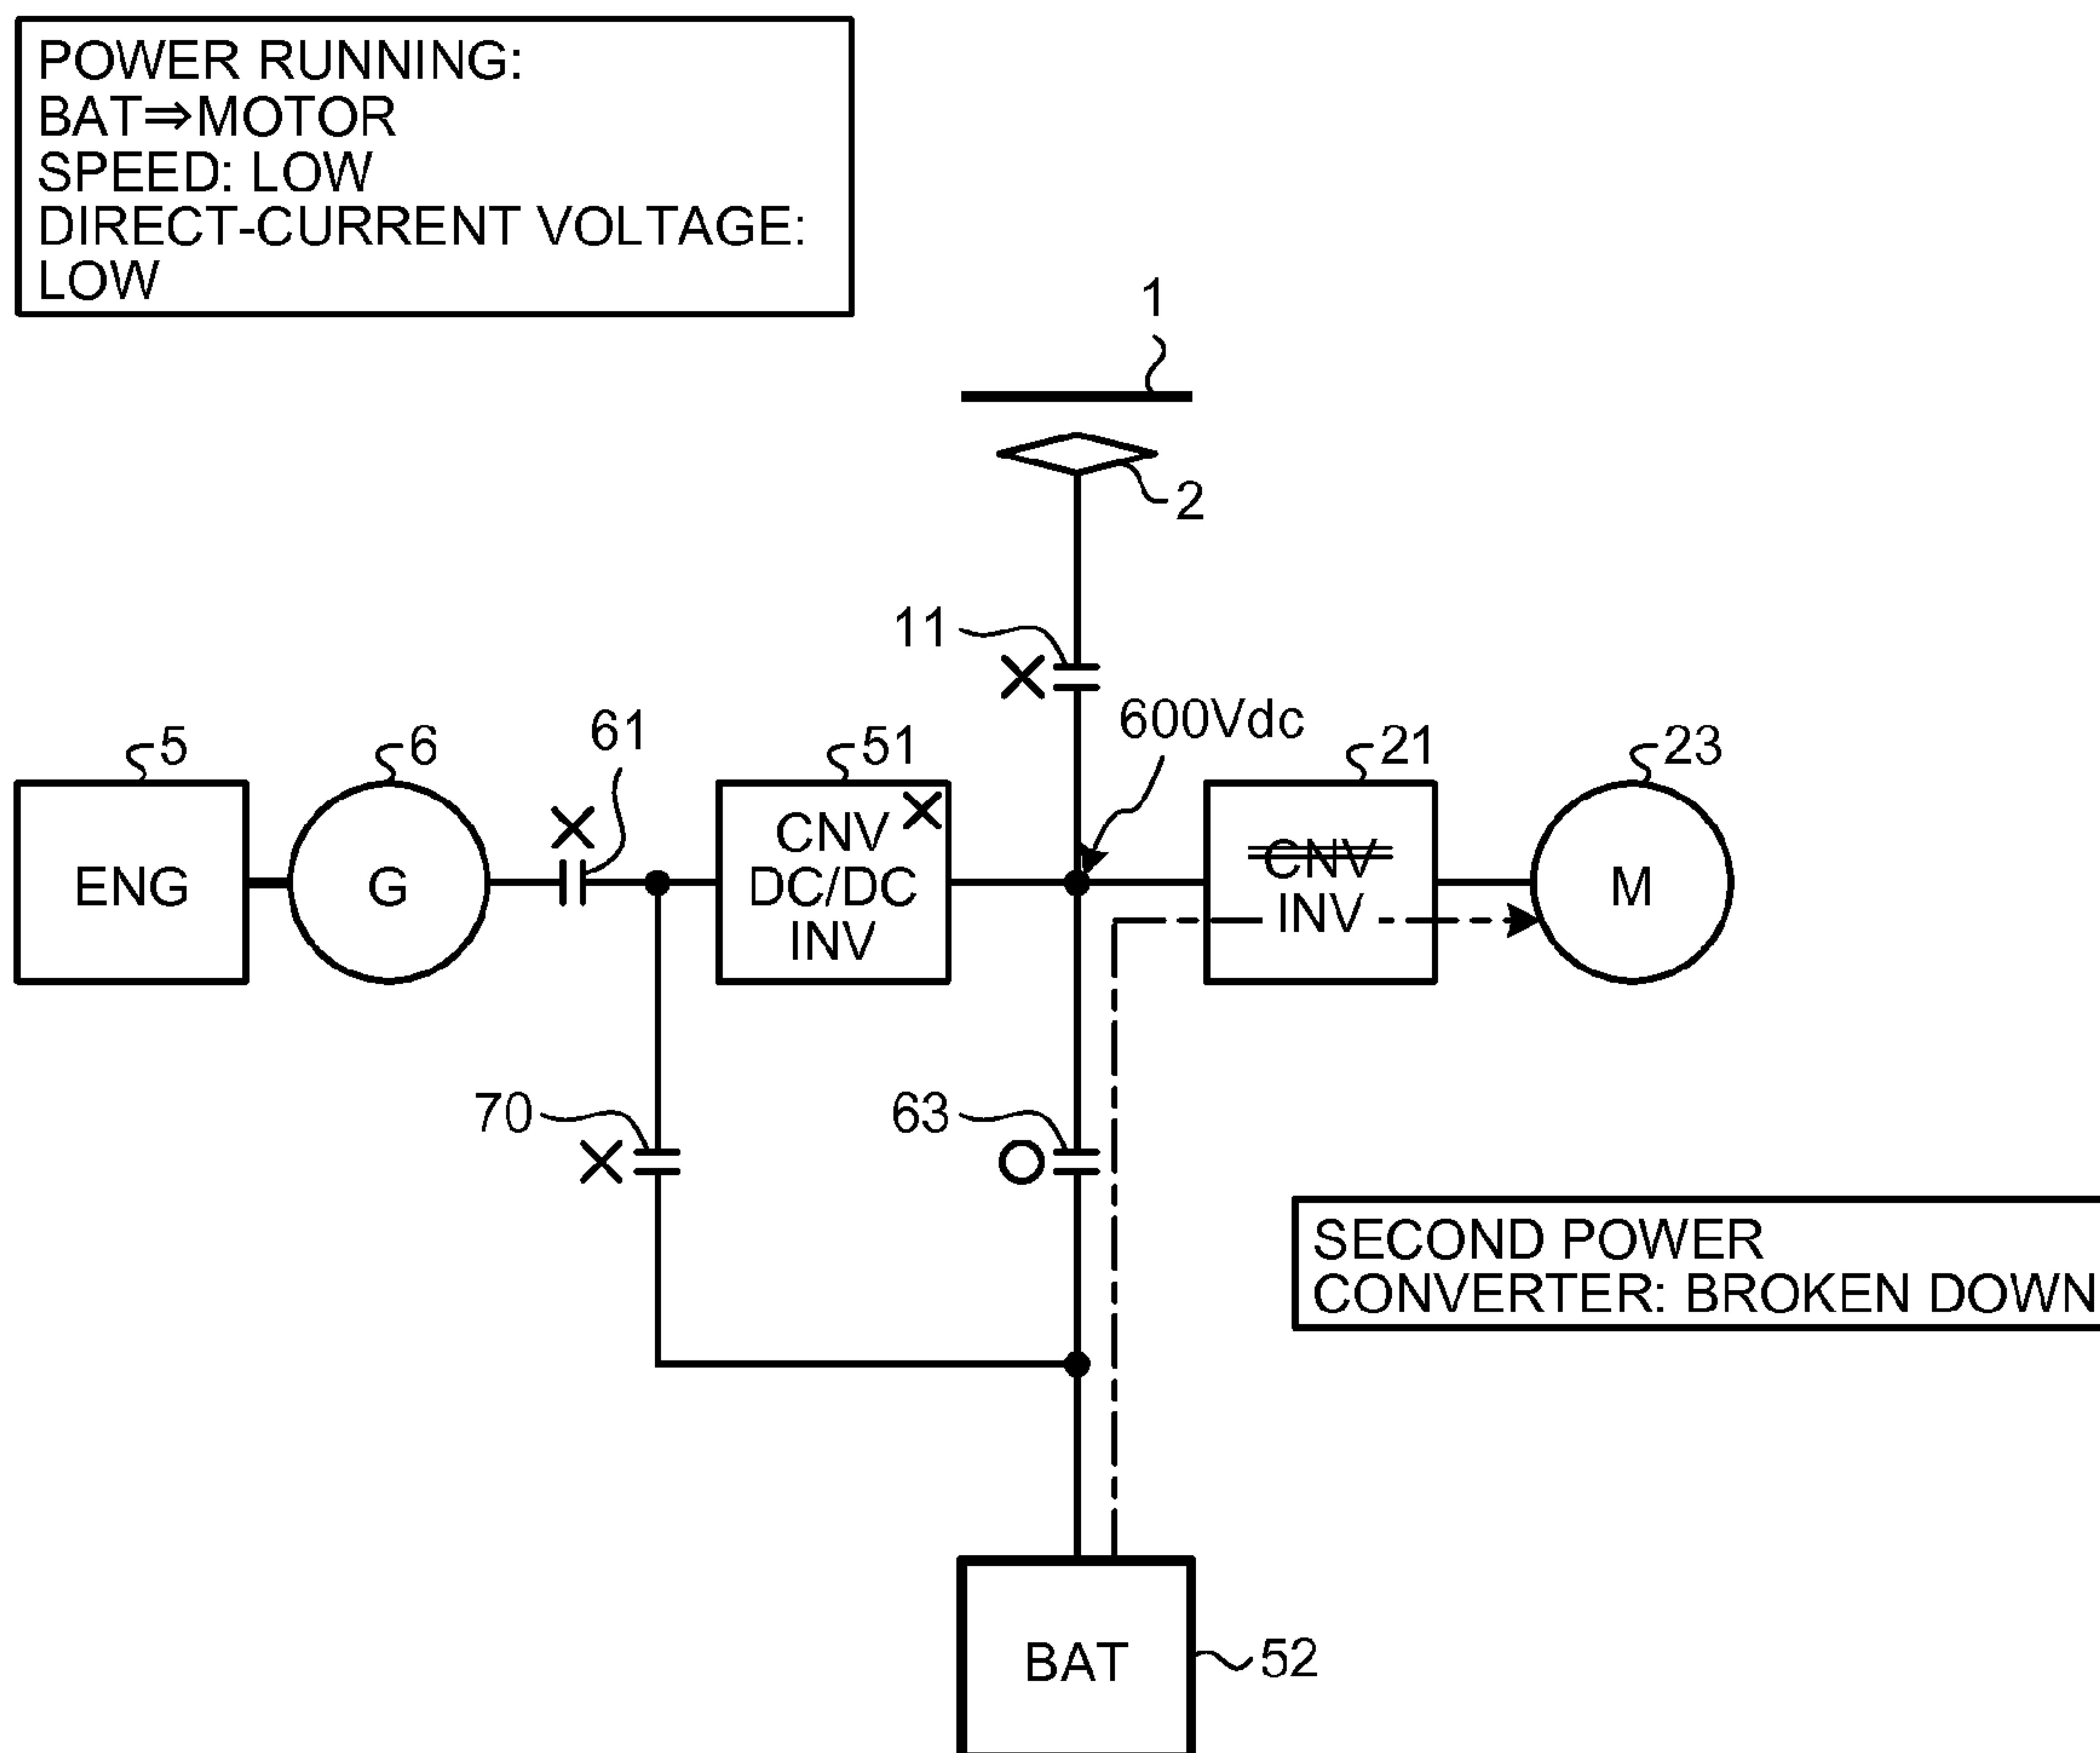 POWER RUNNING:
BAT⇒MOTOR
SPEED: LOW
DIRECT-CURRENT VOLTAGE:
LOW
1
2
11
600Vdc
5
6
61
51
21
23
ENG
G
CNV
DC/DC
INV
CNV
INV
M
70
63
SECOND POWER
CONVERTER: BROKEN DOWN
BAT
52